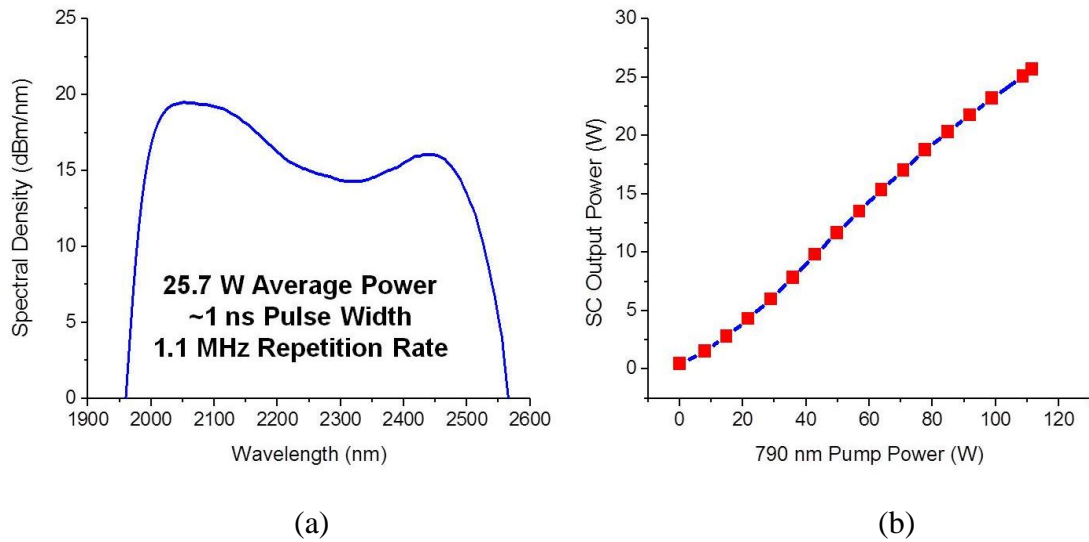 25
20
15
10
5
0
Spectral Density (dBm/nm)
25.7 W Average Power
~1 ns Pulse Width
1.1 MHz Repetition Rate
1900 2000 2100 2200 2300 2400 2500 2600
Wavelength (nm)
(a)
30
25
20
15
10
5
0
SC Output Power (W)
0 20 40 60 80 100 120
790 nm Pump Power (W)
(b)